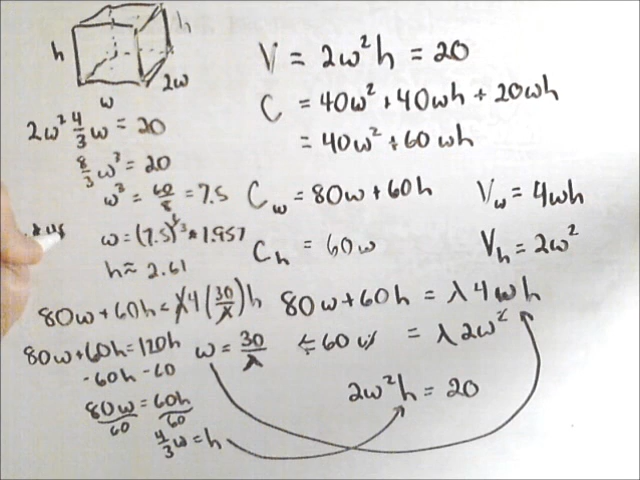 h
h
w
2w
V = 2w²h = 20
C = 40w² + 40wh + 20wh
= 40w² + 60wh
2w² 4/3 w = 20
8/3 w³ = 20
w³ = 60/8 = 7.5
w = (7.5)^1/3 ≈ 1.957
h ≈ 2.61
C_w = 80w + 60h
V_w = 4wh
C_h = 60w
V_h = 2w²
80w + 60h = λ4(30/λ)h
80w + 60h = λ4wh
80w + 60h = 120h
-60h -60
w = 30/λ
60w = λ2w²
80w/60 = 60h/60
4/3 w = h
2w²h = 20